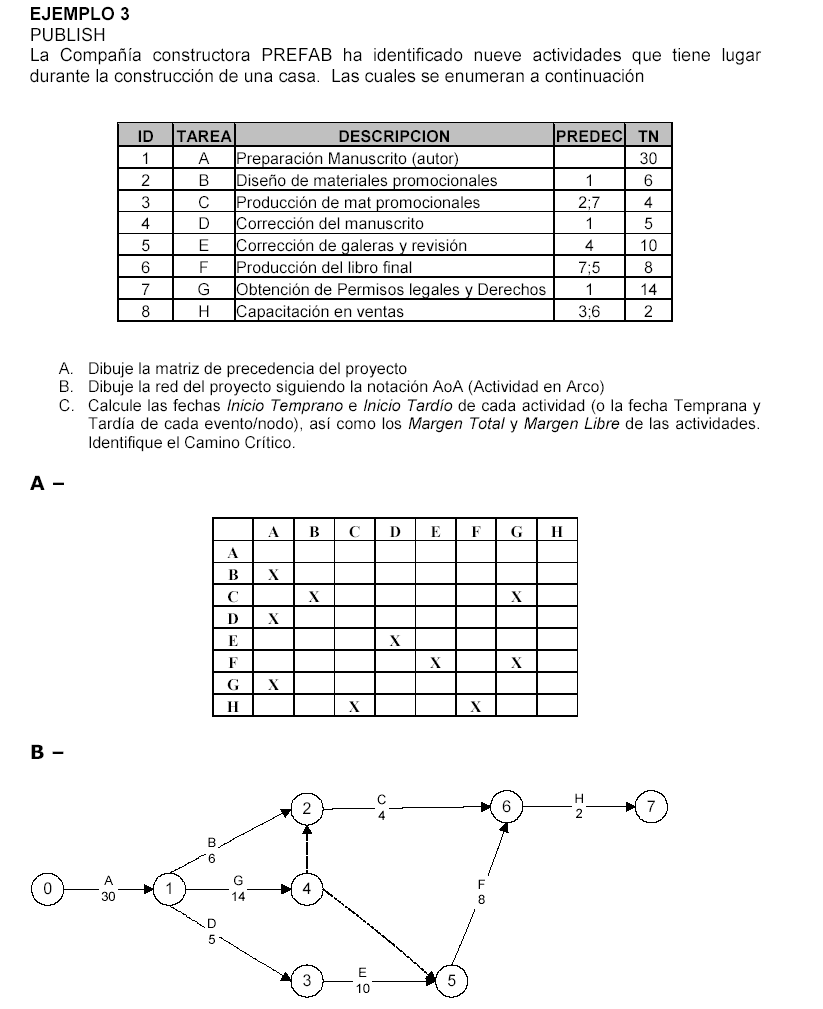 EJEMPLO 3
PUBLISH
La Compañía constructora PREFAB ha identificado nueve actividades que tiene lugar
durante la construcción de una casa. Las cuales se enumeran a continuación
ID TAREA DESCRIPCION PREDEC TN
1 A Preparación Manuscrito (autor) 30
2 B Diseño de materiales promocionales 1 6
3 C Producción de mat promocionales 2;7 4
4 D Corrección del manuscrito 1 5
5 E Corrección de galeras y revisión 4 10
6 F Producción del libro final 7;5 8
7 G Obtención de Permisos legales y Derechos 1 14
8 H Capacitación en ventas 3;6 2
A. Dibuje la matriz de precedencia del proyecto
B. Dibuje la red del proyecto siguiendo la notación AoA (Actividad en Arco)
C. Calcule las fechas Inicio Temprano e Inicio Tardío de cada actividad (o la fecha Temprana y
Tardía de cada evento/nodo), así como los Margen Total y Margen Libre de las actividades.
Identifique el Camino Crítico.
A –
A B C D E F G H
A
B X
C X X
D X
E X
F X X
G X
H X X
B –
2 C 4 6 H 2 7
B 6
0 A 30 1 G 14 4 F 8
D 5
3 E 10 5